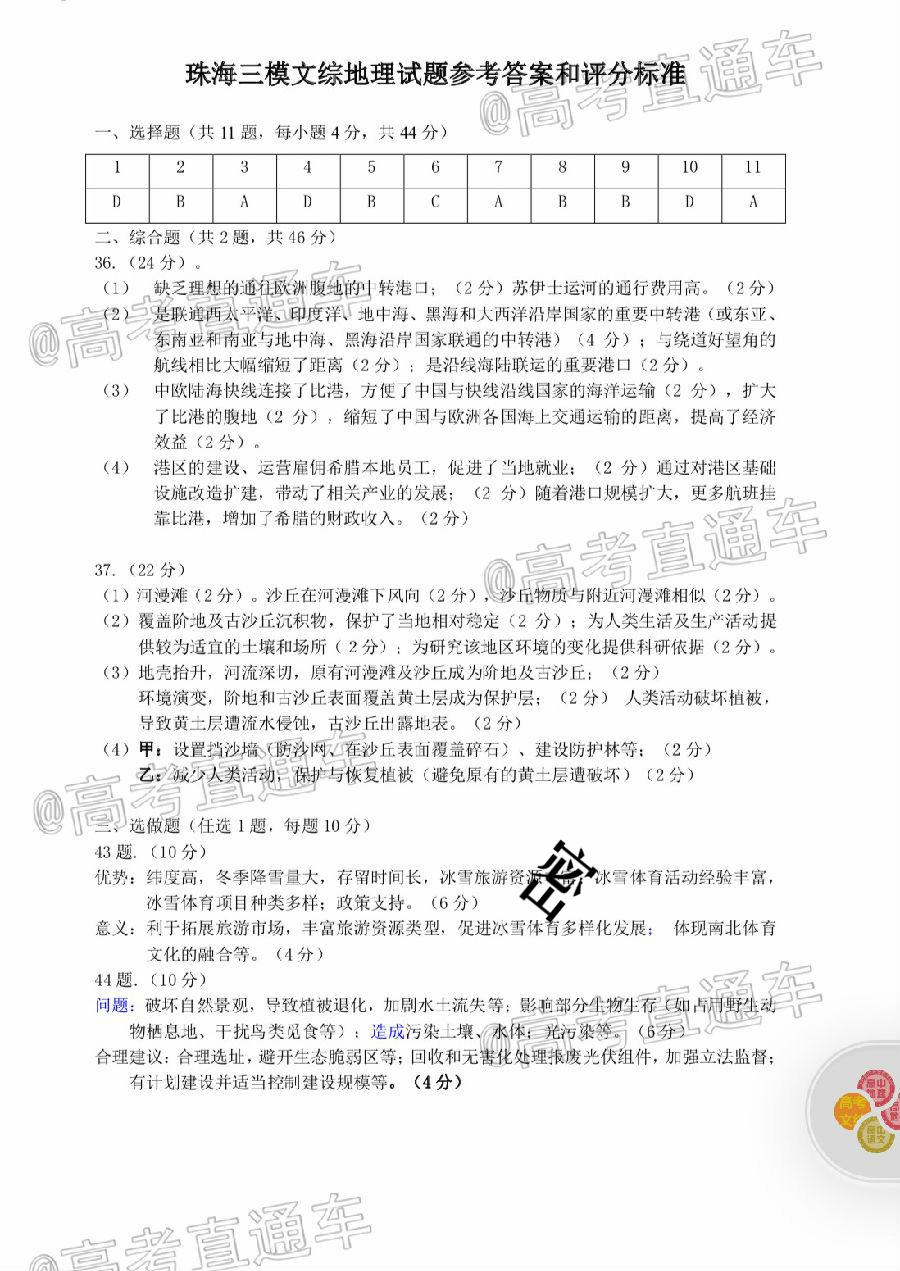 珠海三模文综地理试题参考答案和评分标准
@高考直通车
一、选择题（共 11 题，每小题 4 分，共 44 分）
1 2 3 4 5 6 7 8 9 10 11
D B A D B C A B B D A
二、综合题（共 2 题，共 46 分）
36．（24 分）。
（1） 缺乏理想的通往欧洲腹地的中转港口；（2 分）苏伊士运河的通行费用高。（2 分）
（2） 是联通西太平洋、印度洋、地中海、黑海和大西洋沿岸国家的重要中转港（或东亚、
东南亚和南亚与地中海、黑海沿岸国家联通的中转港）（4 分）；与绕道好望角的
航线相比大幅缩短了距离（2 分）；是沿线海陆联运的重要港口（2 分）。
@高考直通车
（3） 中欧陆海快线连接了比港，方便了中国与快线沿线国家的海洋运输（2 分），扩大
了比港的腹地（2 分），缩短了中国与欧洲各国海上交通运输的距离，提高了经济
效益（2 分）。
（4） 港区的建设、运营雇佣希腊本地员工，促进了当地就业；（2 分）通过对港区基础
设施改造扩建，带动了相关产业的发展；（2 分）随着港口规模扩大，更多航班挂
靠比港，增加了希腊的财政收入。（2 分）
@高考直通车
37．（22 分）
（1）河漫滩（2 分）。沙丘在河漫滩下风向（2 分），沙丘物质与附近河漫滩相似（2 分）。
（2）覆盖阶地及古沙丘沉积物，保护了当地相对稳定（2 分）；为人类生活及生产活动提
供较为适宜的土壤和场所（2 分）；为研究该地区环境的变化提供科研依据（2 分）。
（3）地壳抬升，河流深切，原有河漫滩及沙丘成为阶地及古沙丘；（2 分）
环境演变，阶地和古沙丘表面覆盖黄土层成为保护层；（2 分） 人类活动破坏植被，
导致黄土层遭流水侵蚀，古沙丘出露地表。（2 分）
（4）甲：设置挡沙墙（防沙网、在沙丘表面覆盖碎石）、建设防护林等；（2 分）
乙：减少人类活动；保护与恢复植被（避免原有的黄土层遭破坏）（2 分）
@高考直通车
三、选做题（任选 1 题，每题 10 分）
43 题．（10 分）
优势：纬度高，冬季降雪量大，存留时间长，冰雪旅游资源 冰雪体育活动经验丰富，
密
冰雪体育项目种类多样；政策支持。（6 分）
意义：利于拓展旅游市场，丰富旅游资源类型，促进冰雪体育多样化发展； 体现南北体育
文化的融合等。（4 分）
44 题．（10 分）
问题：破坏自然景观，导致植被退化，加剧水土流失等；影响部分生物生存（如占用野生动
物栖息地、干扰鸟类觅食等）；造成污染土壤、水体；光污染等。（6 分）
@高考直通车
合理建议：合理选址，避开生态脆弱区等；回收和无害化处理报废光伏组件，加强立法监督；
有计划建设并适当控制建设规模等。（4 分）
高中
地理
高考
文综
高中
语文
@高考直通车
@高考直通车